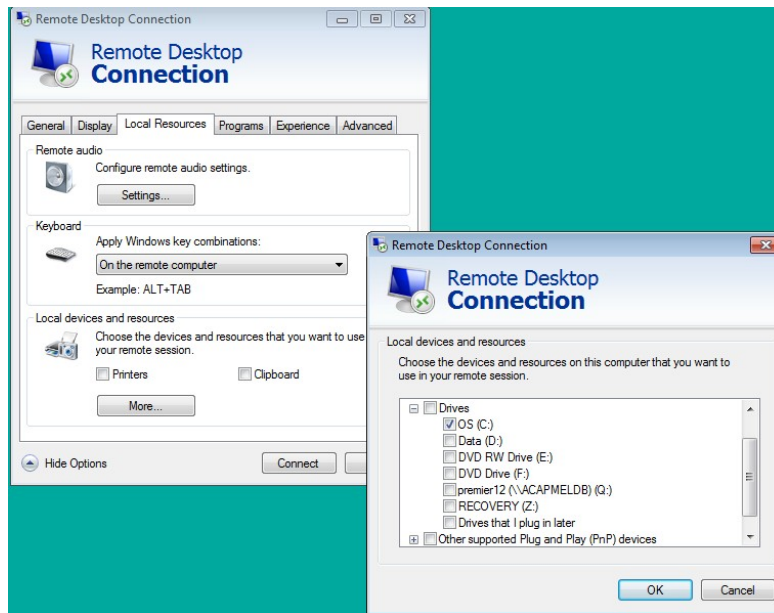 Remote Desktop Connection
Remote Desktop
Connection
General Display Local Resources Programs Experience Advanced
Remote audio
Configure remote audio settings.
Settings...
Keyboard
Apply Windows key combinations:
On the remote computer
Example: ALT+TAB
Local devices and resources
Choose the devices and resources that you want to use
your remote session.
Printers Clipboard
More...
Hide Options Connect
Remote Desktop Connection
Remote Desktop
Connection
Local devices and resources
Choose the devices and resources on this computer that you want to
use in your remote session.
Drives
OS (C:)
Data (D:)
DVD RW Drive (E:)
DVD Drive (F:)
premier12 (\\ACAPMELDB) (Q:)
RECOVERY (Z:)
Drives that I plug in later
Other supported Plug and Play (PnP) devices
OK Cancel